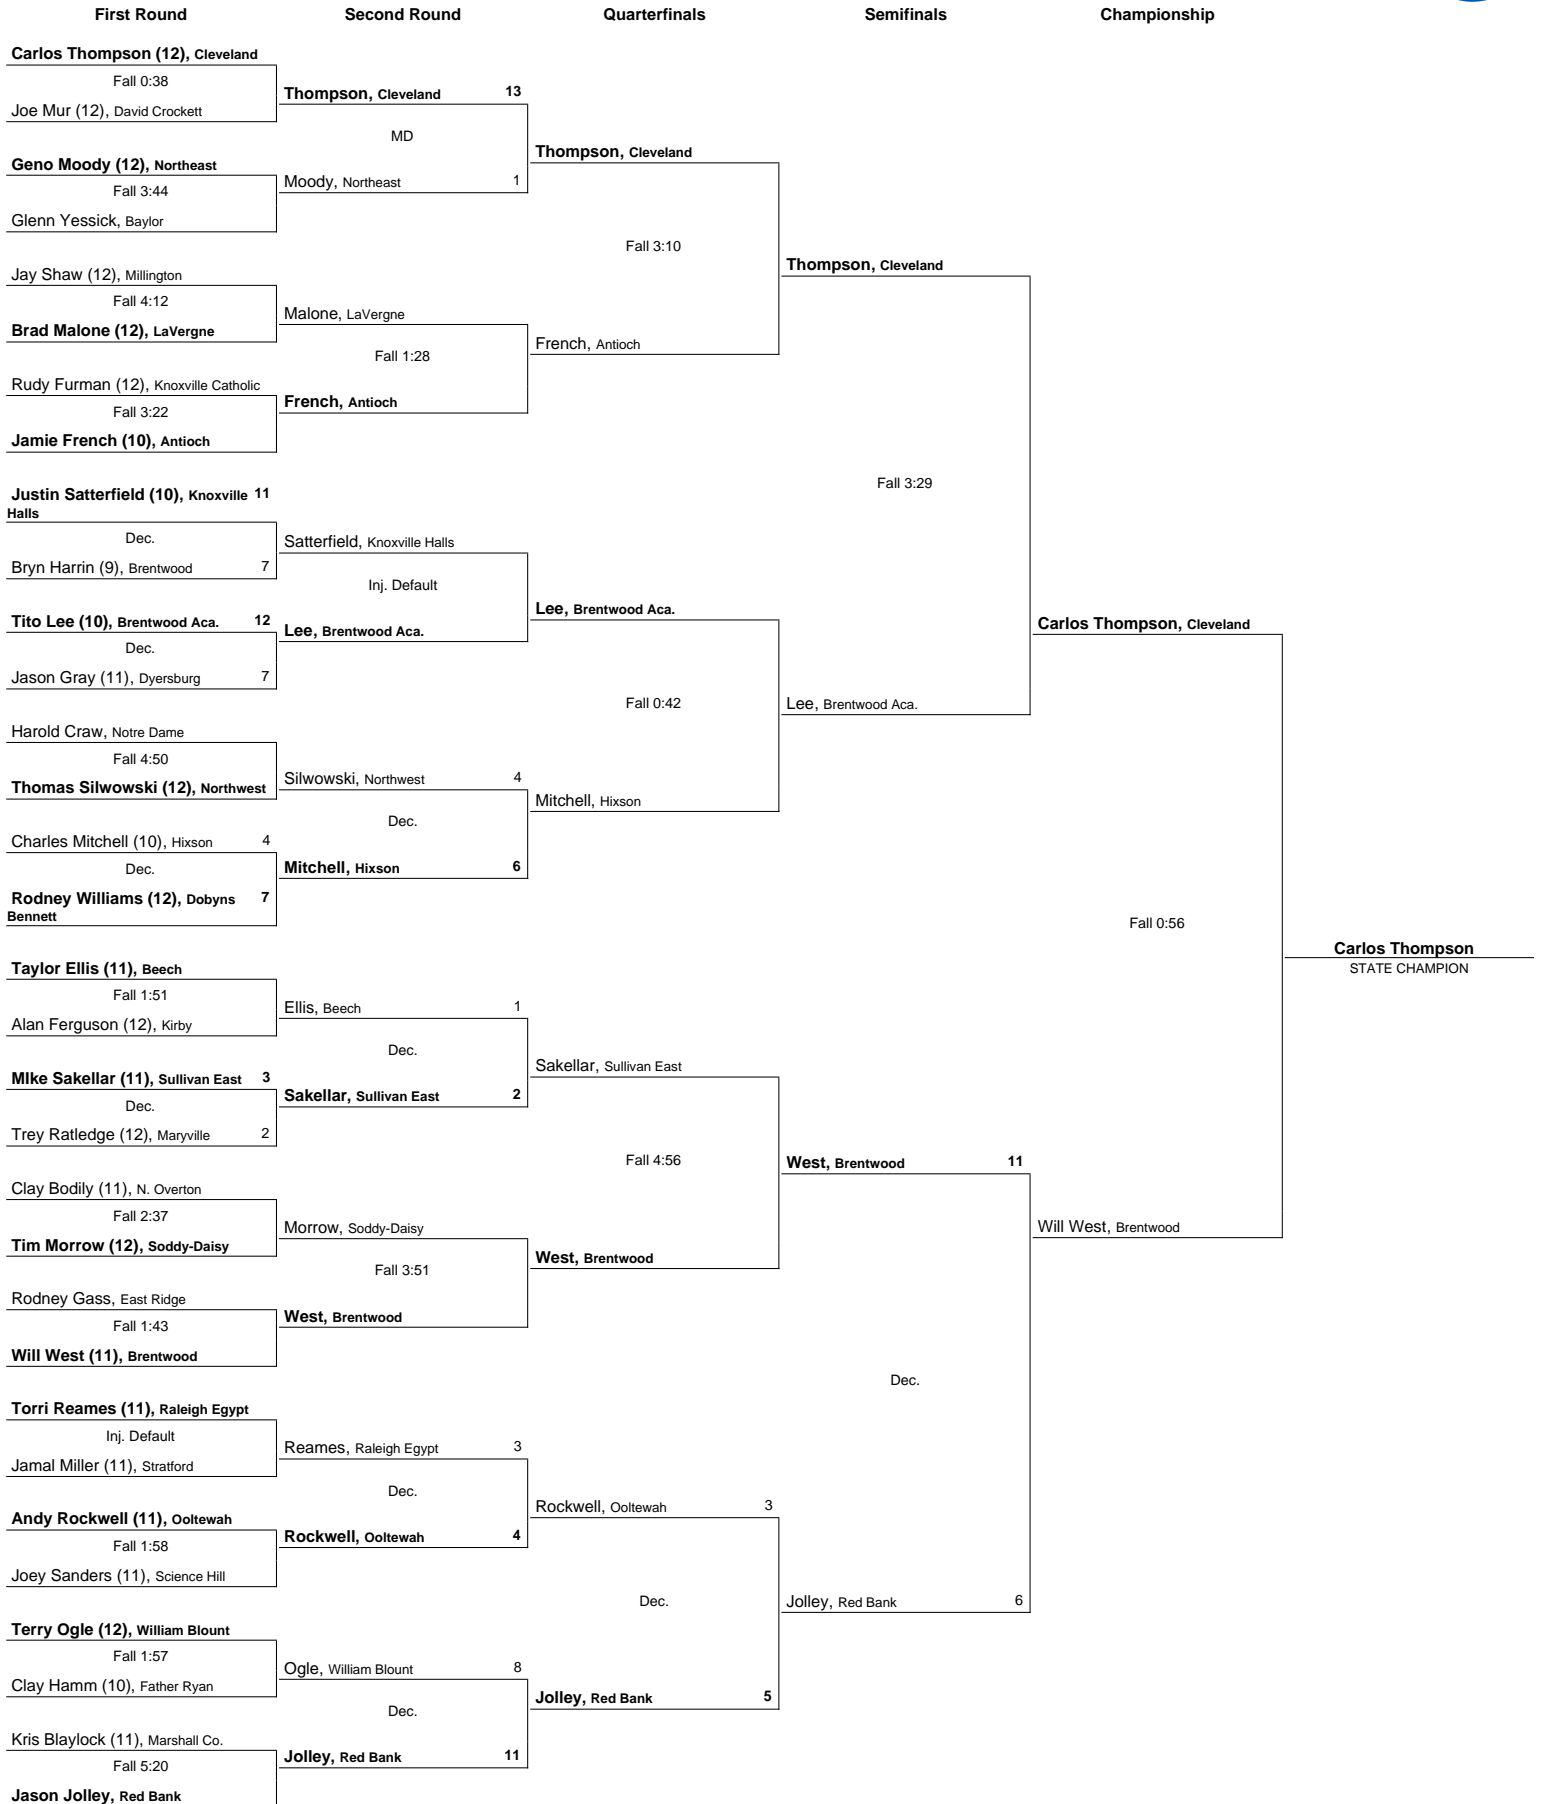 First Round
Second Round
Quarterfinals
Semifinals
Championship
Carlos Thompson (12), Cleveland
Fall 0:38
Joe Mur (12), David Crockett
Geno Moody (12), Northeast
Fall 3:44
Glenn Yessick, Baylor
Jay Shaw (12), Millington
Fall 4:12
Brad Malone (12), LaVergne
Rudy Furman (12), Knoxville Catholic
Fall 3:22
Jamie French (10), Antioch
Justin Satterfield (10), Knoxville 11
Halls
Dec.
Bryn Harrin (9), Brentwood 7
Tito Lee (10), Brentwood Aca. 12
Dec.
Jason Gray (11), Dyersburg 7
Harold Craw, Notre Dame
Fall 4:50
Thomas Silwowski (12), Northwest
Charles Mitchell (10), Hixson 4
Dec.
Rodney Williams (12), Dobyns 7
Bennett
Taylor Ellis (11), Beech
Fall 1:51
Alan Ferguson (12), Kirby
MIke Sakellar (11), Sullivan East 3
Dec.
Trey Ratledge (12), Maryville 2
Clay Bodily (11), N. Overton
Fall 2:37
Tim Morrow (12), Soddy-Daisy
Rodney Gass, East Ridge
Fall 1:43
Will West (11), Brentwood
Torri Reames (11), Raleigh Egypt
Inj. Default
Jamal Miller (11), Stratford
Andy Rockwell (11), Ooltewah
Fall 1:58
Joey Sanders (11), Science Hill
Terry Ogle (12), William Blount
Fall 1:57
Clay Hamm (10), Father Ryan
Kris Blaylock (11), Marshall Co.
Fall 5:20
Jason Jolley, Red Bank
Thompson, Cleveland 13
MD
Moody, Northeast 1
Malone, LaVergne
Fall 1:28
French, Antioch
Satterfield, Knoxville Halls
Inj. Default
Lee, Brentwood Aca.
Silwowski, Northwest 4
Dec.
Mitchell, Hixson 6
Ellis, Beech 1
Dec.
Sakellar, Sullivan East 2
Morrow, Soddy-Daisy
Fall 3:51
West, Brentwood
Reames, Raleigh Egypt 3
Dec.
Rockwell, Ooltewah 4
Ogle, William Blount 8
Dec.
Jolley, Red Bank 11
Thompson, Cleveland
Fall 3:10
French, Antioch
Lee, Brentwood Aca.
Fall 0:42
Mitchell, Hixson
Sakellar, Sullivan East
Fall 4:56
West, Brentwood
Rockwell, Ooltewah 3
Dec.
Jolley, Red Bank 5
Thompson, Cleveland
Fall 3:29
Lee, Brentwood Aca.
West, Brentwood 11
Dec.
Jolley, Red Bank 6
Carlos Thompson, Cleveland
Fall 0:56
Will West, Brentwood
Carlos Thompson
STATE CHAMPION